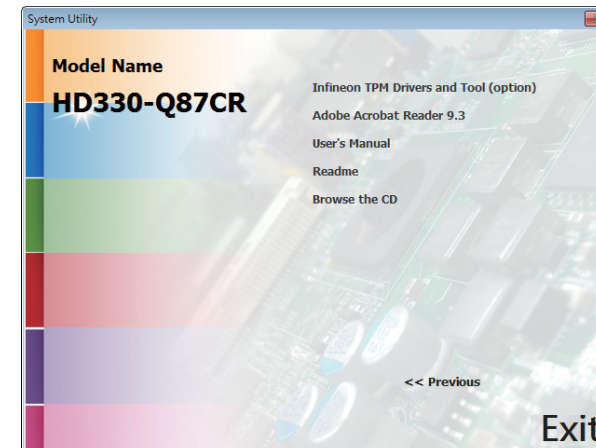 System Utility
Model Name
HD330-Q87CR
Infineon TPM Drivers and Tool (option)
Adobe Acrobat Reader 9.3
User's Manual
Readme
Browse the CD
<< Previous
Exit